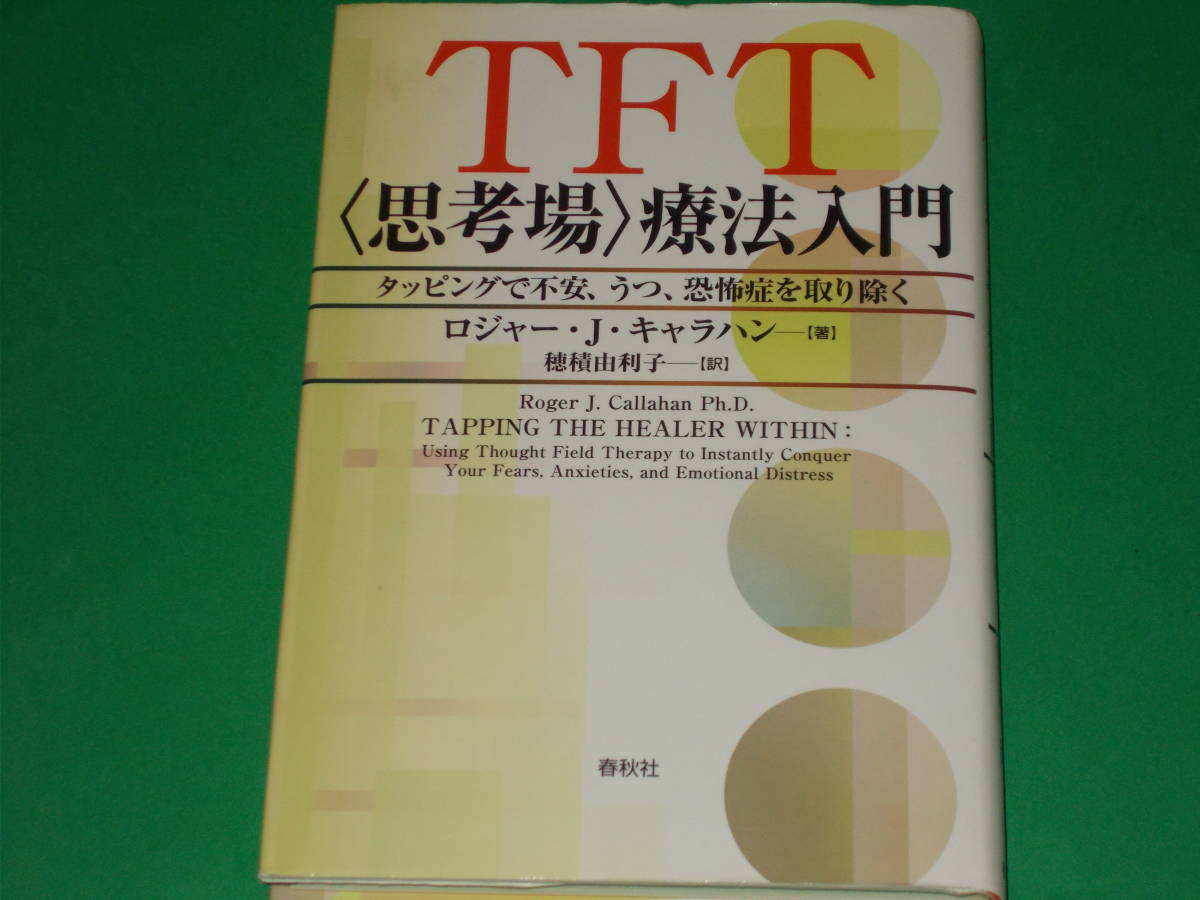 TFT
〈思考場〉療法入門
タッピングで不安、うつ、恐怖症を取り除く
ロジャー・J・キャラハン―【著】
穂積由利子―【訳】
Roger J. Callahan Ph.D.
TAPPING THE HEALER WITHIN:
Using Thought Field Therapy to Instantly Conquer
Your Fears, Anxieties, and Emotional Distress
春秋社